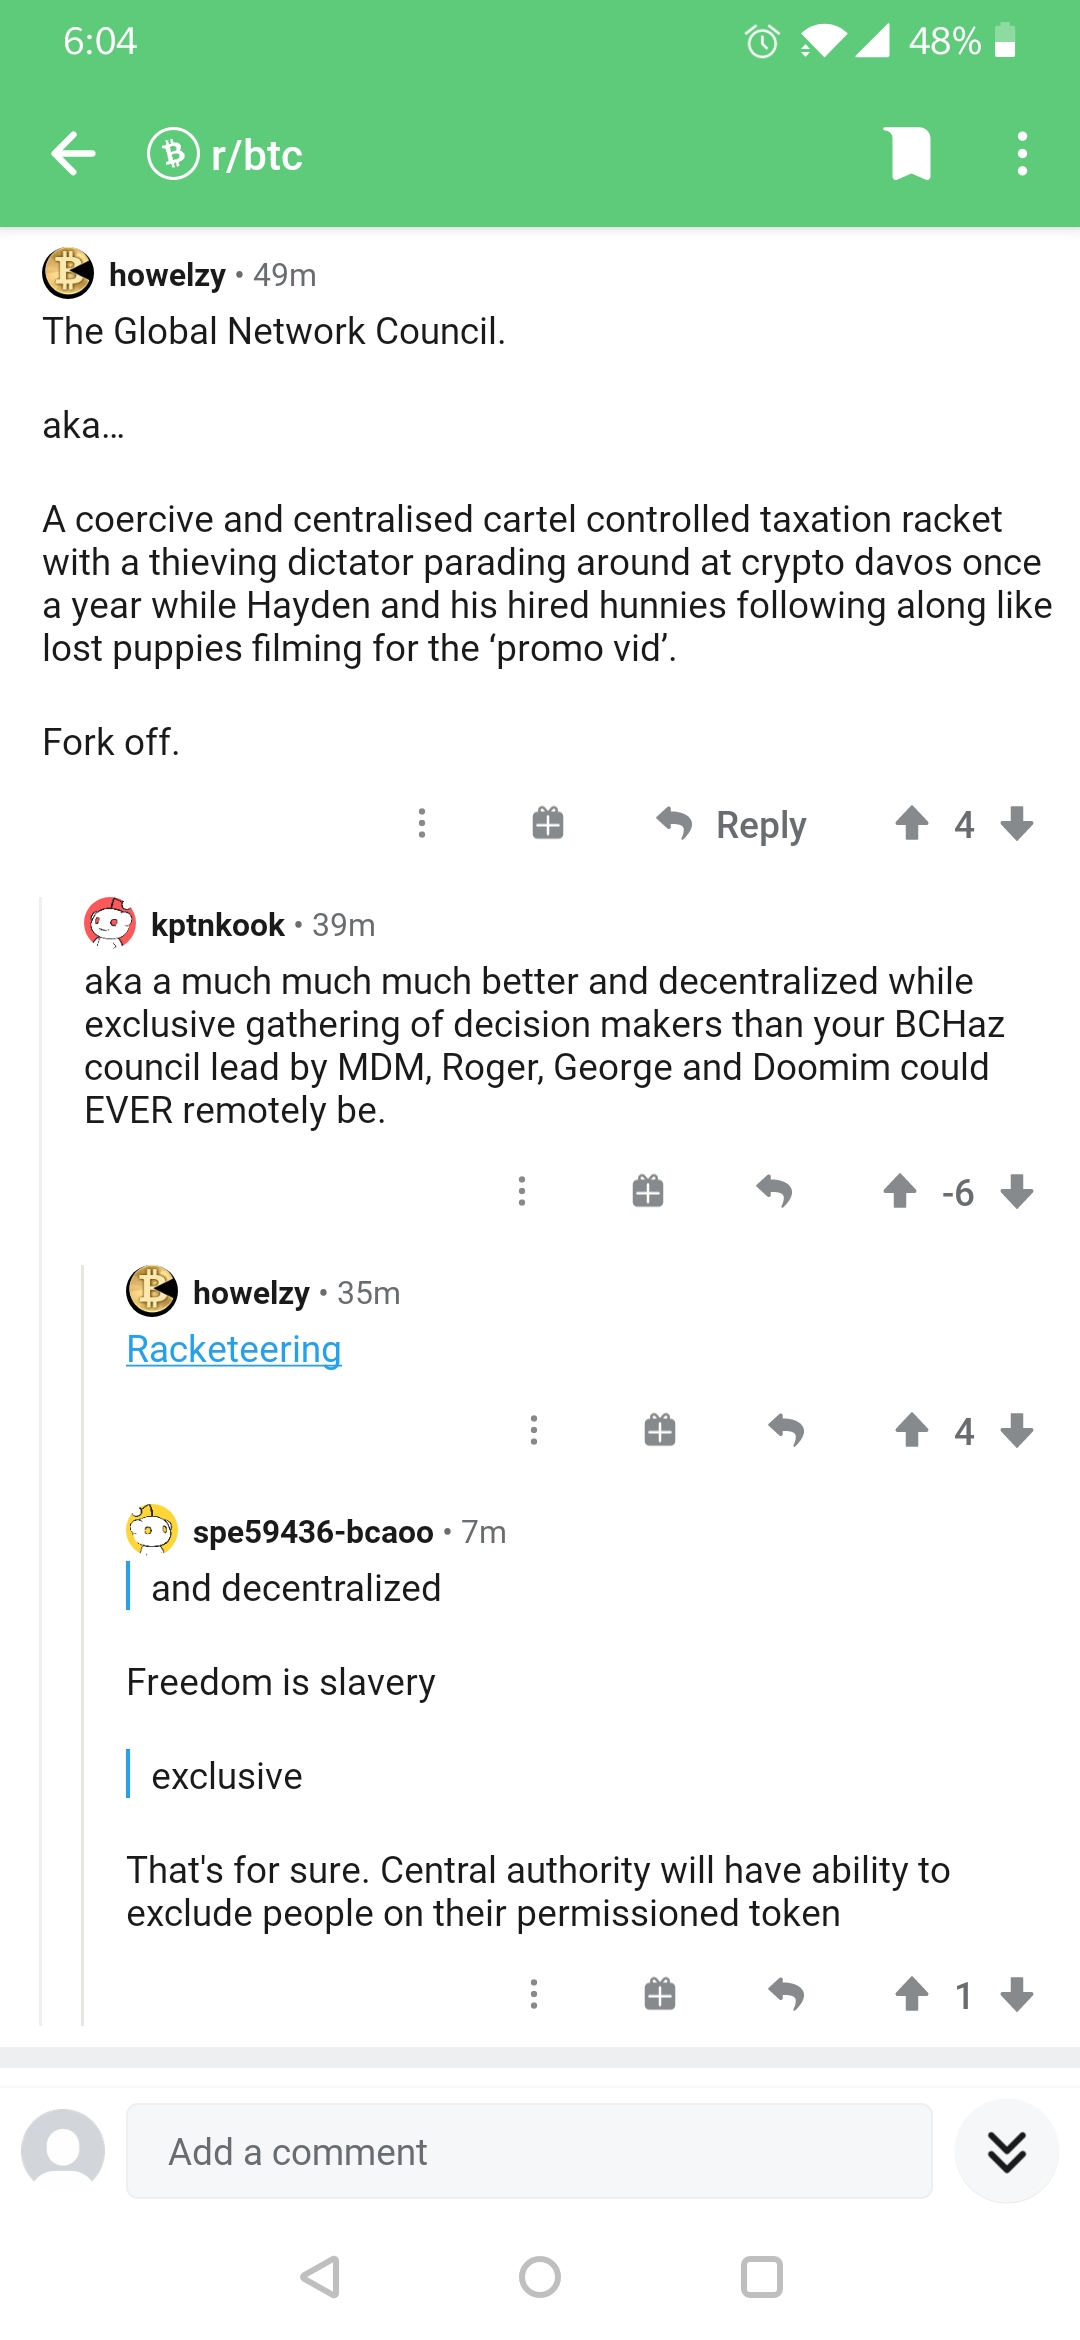 6:04
48%
r/btc
howelzy • 49m
The Global Network Council.
aka...
A coercive and centralised cartel controlled taxation racket
with a thieving dictator parading around at crypto davos once
a year while Hayden and his hired hunnies following along like
lost puppies filming for the ‘promo vid’.
Fork off.
Reply
4
kptnkook • 39m
aka a much much much better and decentralized while
exclusive gathering of decision makers than your BCHaz
council lead by MDM, Roger, George and Doomim could
EVER remotely be.
-6
howelzy • 35m
Racketeering
4
spe59436-bcaoo • 7m
and decentralized
Freedom is slavery
exclusive
That's for sure. Central authority will have ability to
exclude people on their permissioned token
1
Add a comment